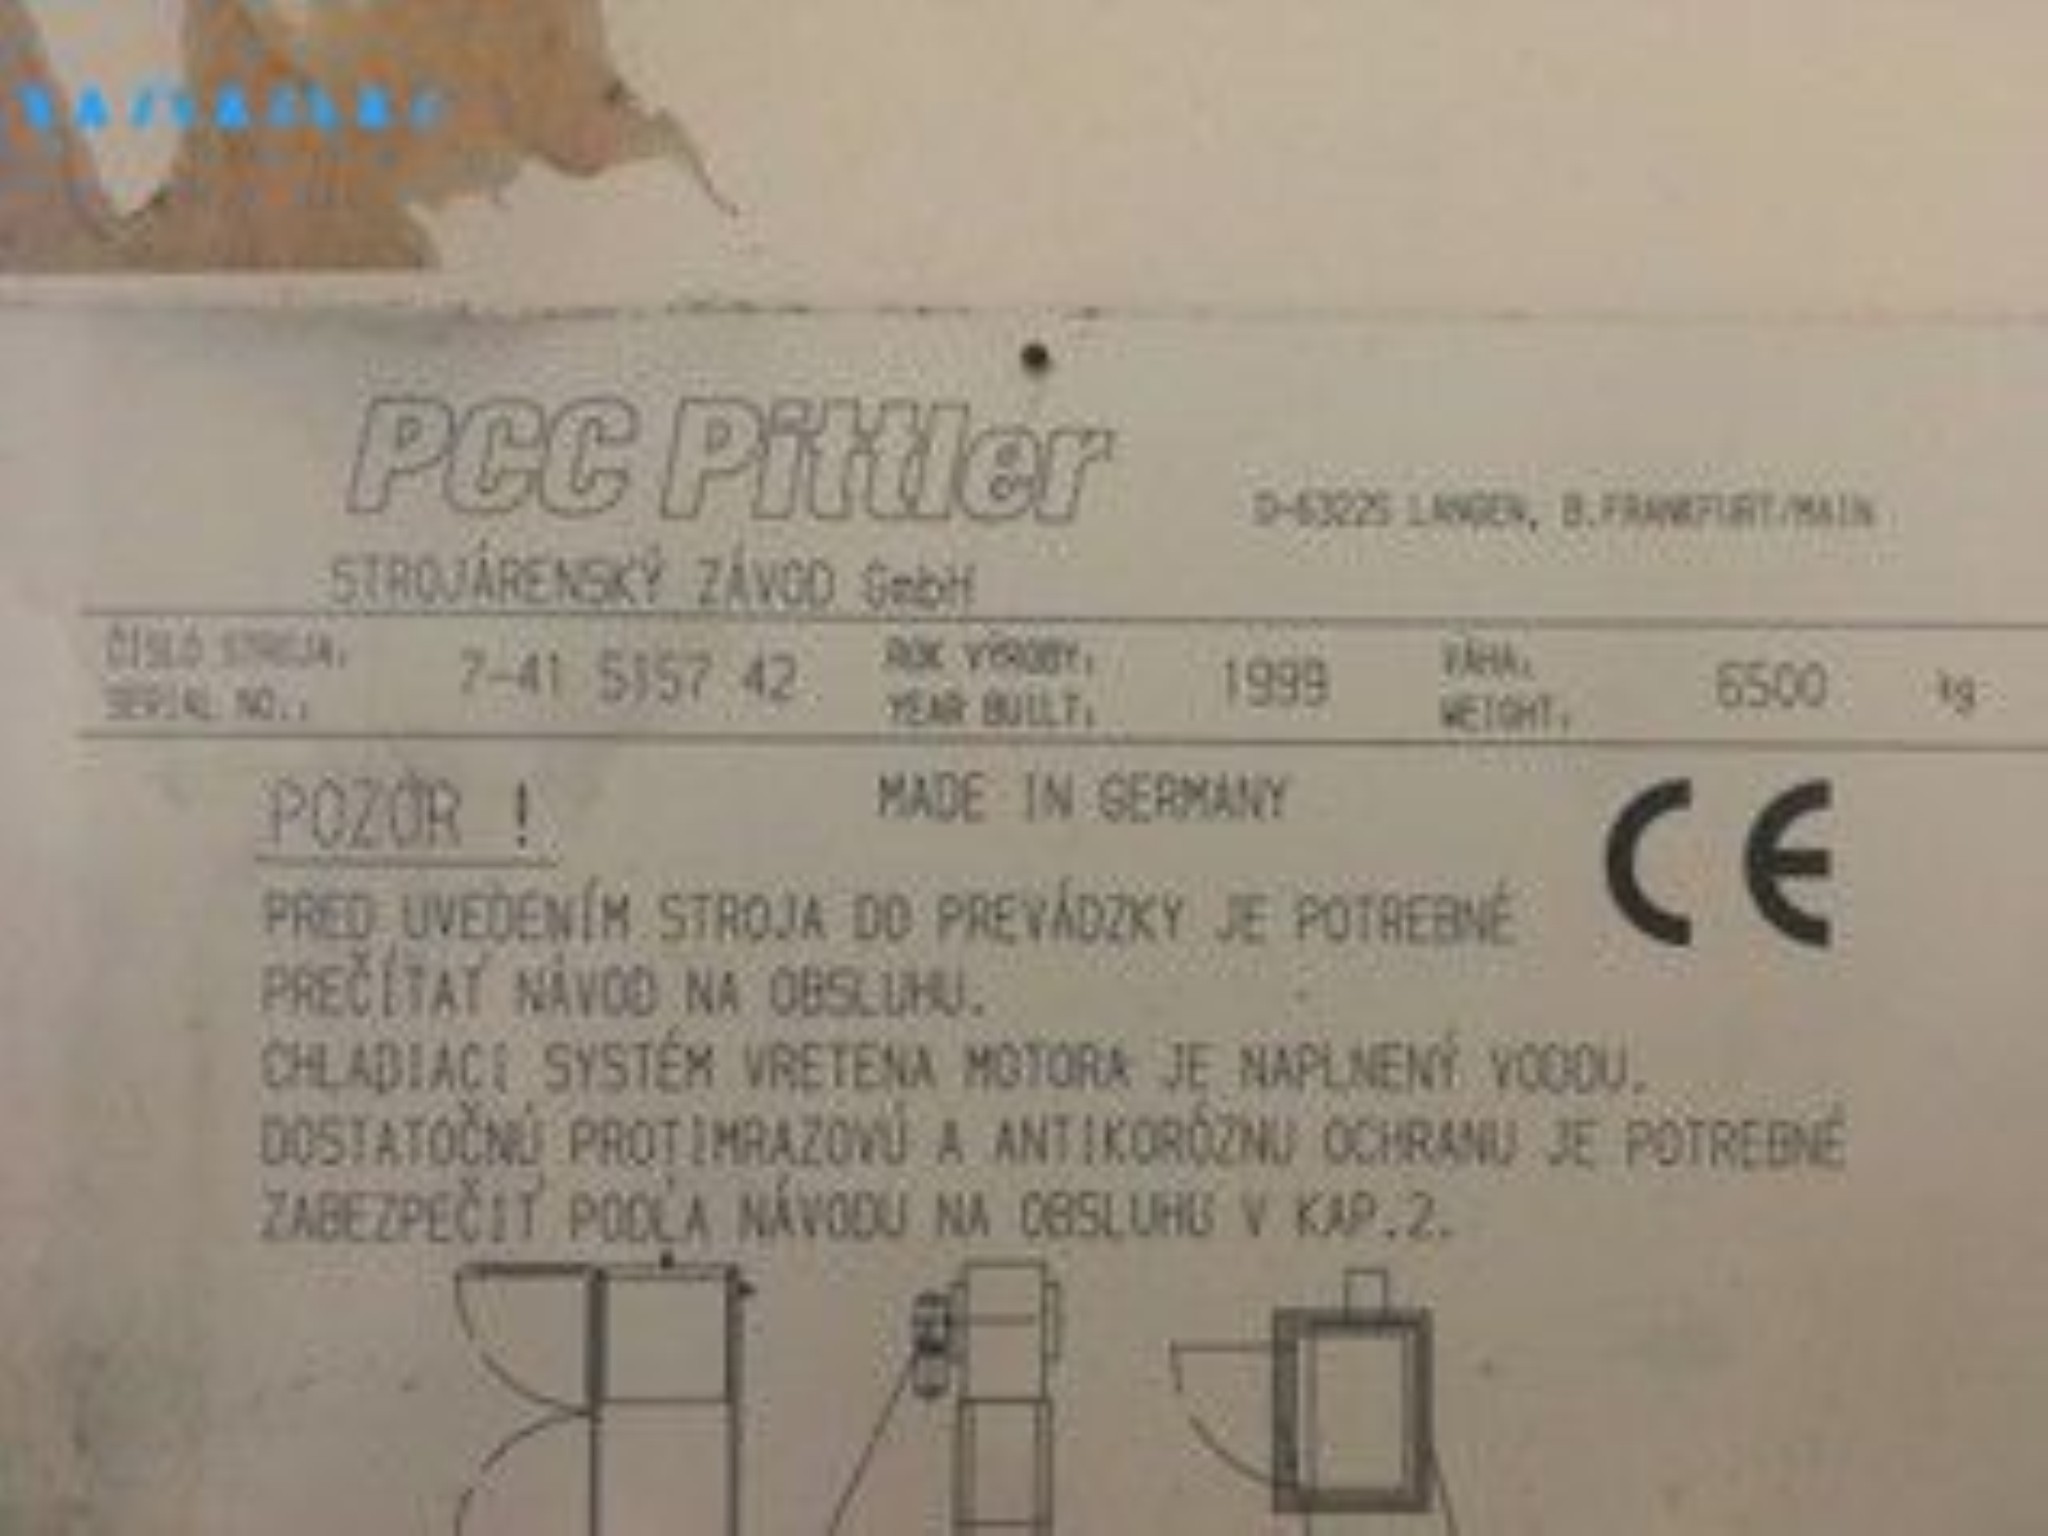 PCC Pittler
D-63225 LANGEN, B.FRANKFURT/MAIN
STROJÁRENSKÝ ZÁVOD GmbH
ČÍSLO STROJA: 7-41 5157 42 ROK VÝROBY: 1999 VÁHA: 6500 kg
SERIAL NO.: YEAR BUILT: WEIGHT:
POZOR ! MADE IN GERMANY CE
PRED UVEDENÍM STROJA DO PREVÁDZKY JE POTREBNÉ
PREČÍTAŤ NÁVOD NA OBSLUHU.
CHLADIACI SYSTÉM VRETENA MOTORA JE NAPLNENÝ VODOU.
DOSTATOČNÚ PROTIMRAZOVÚ A ANTIKORÓZNU OCHRANU JE POTREBNÉ
ZABEZPEČIŤ PODĽA NÁVODU NA OBSLUHU V KAP.2.